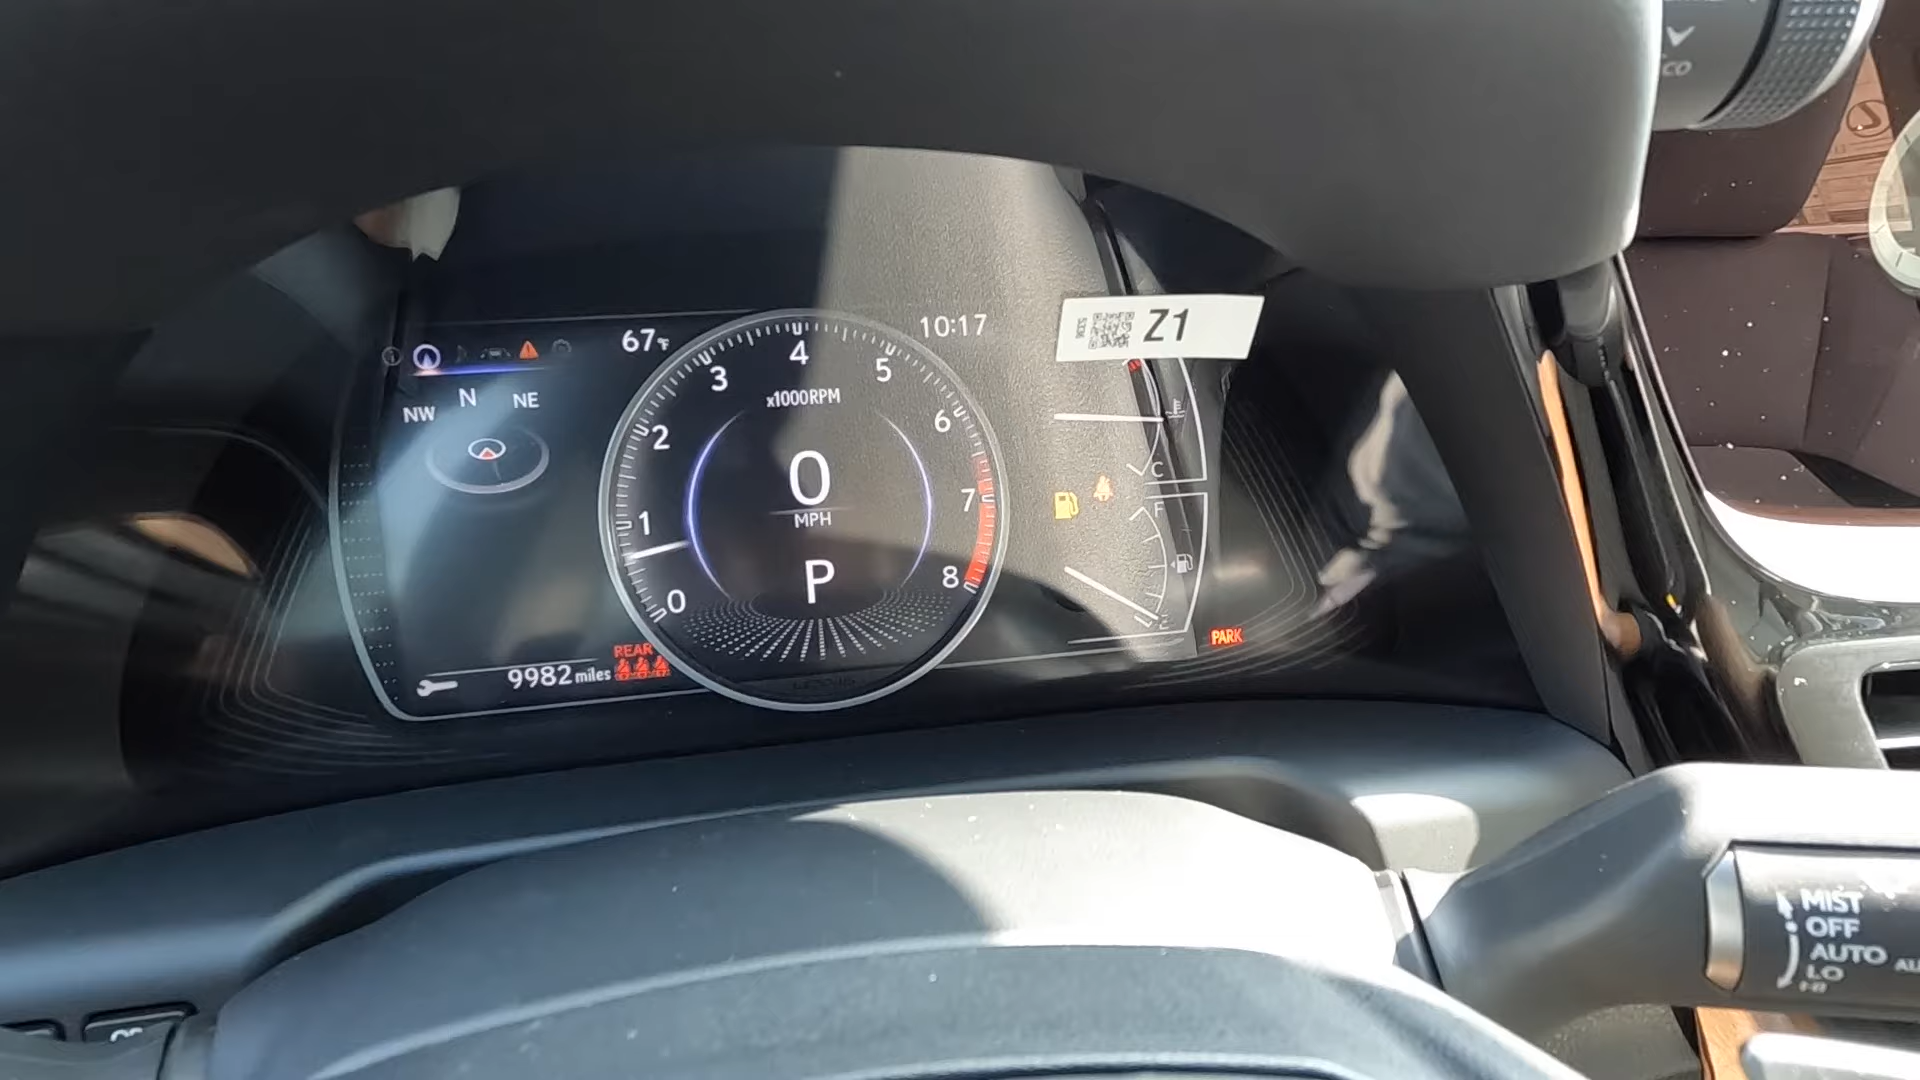 67°F
10:17
Z1
NW N NE
0 1 2 3 4 5 6 7 8
x1000RPM
0
MPH
P
C
F
E
REAR
9982 miles
PARK
MIST
OFF
AUTO
LO
HI